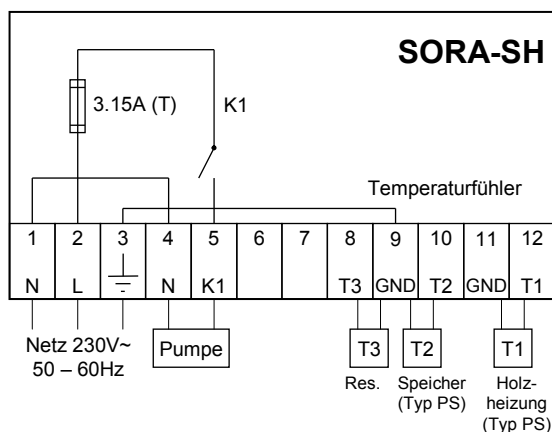 SORA-SH
3.15A (T)
K1
Temperaturfühler
1 2 3 4 5 6 7 8 9 10 11 12
N L N K1 T3 GND T2 GND T1
Netz 230V~
50 – 60Hz
Pumpe
T3
T2
T1
Res.
Speicher
(Typ PS)
Holz-
heizung
(Typ PS)